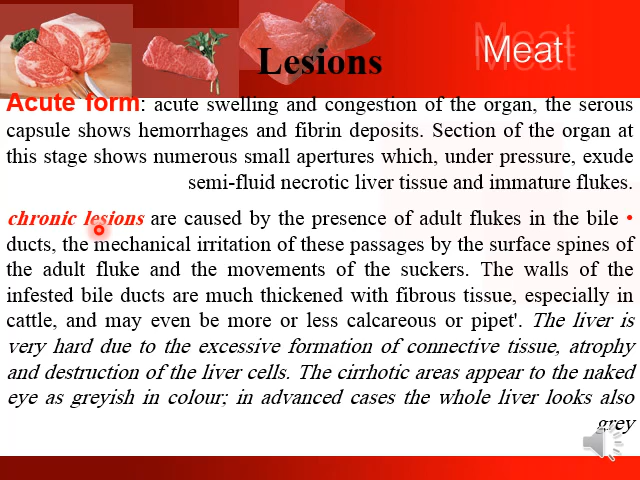 Meat
Lesions
Acute form: acute swelling and congestion of the organ, the serous
capsule shows hemorrhages and fibrin deposits. Section of the organ at
this stage shows numerous small apertures which, under pressure, exude
semi-fluid necrotic liver tissue and immature flukes.
chronic lesions are caused by the presence of adult flukes in the bile •
ducts, the mechanical irritation of these passages by the surface spines of
the adult fluke and the movements of the suckers. The walls of the
infested bile ducts are much thickened with fibrous tissue, especially in
cattle, and may even be more or less calcareous or pipet'. The liver is
very hard due to the excessive formation of connective tissue, atrophy
and destruction of the liver cells. The cirrhotic areas appear to the naked
eye as greyish in colour; in advanced cases the whole liver looks also
grey